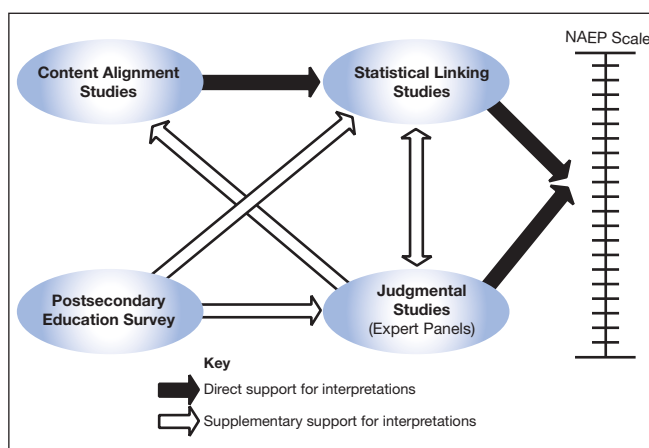 NAEP Scale
Content Alignment
Studies
Statistical Linking
Studies
Postsecondary
Education Survey
Judgmental
Studies
(Expert Panels)
Key
Direct support for interpretations
Supplementary support for interpretations